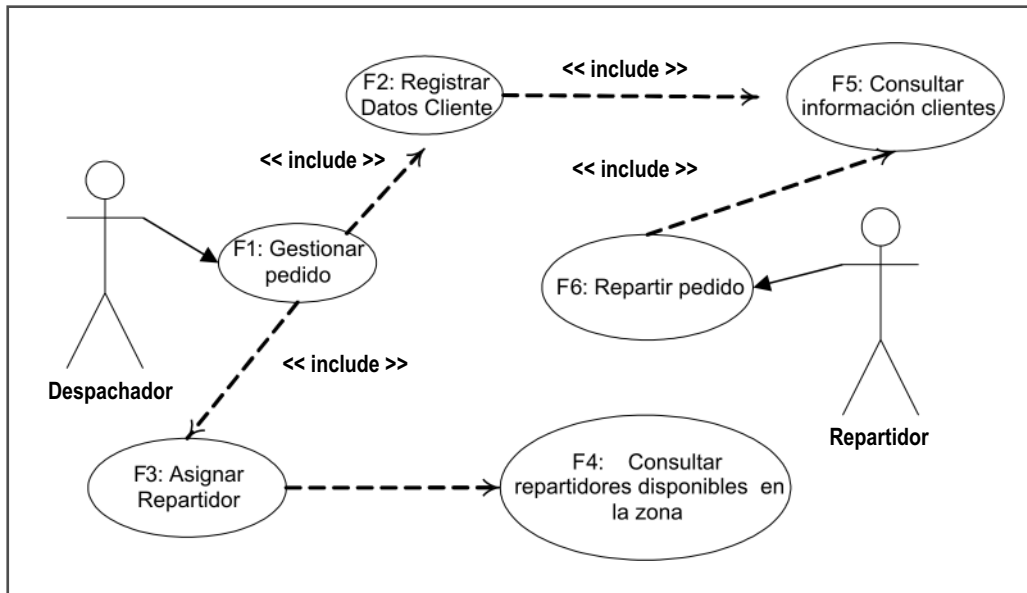 << include >>
F2: Registrar
Datos Cliente
F5: Consultar
información clientes
<< include >>
<< include >>
F1: Gestionar
pedido
F6: Repartir pedido
<< include >>
Despachador
Repartidor
F3: Asignar
Repartidor
F4: Consultar
repartidores disponibles en
la zona